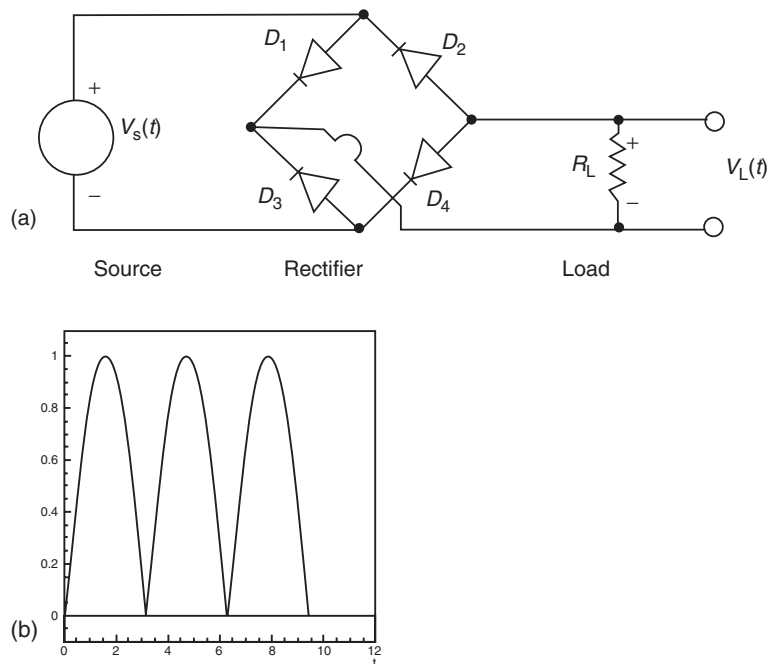 D1
D2
+
Vs(t)
−
D3
D4
RL
+
−
VL(t)
(a)
Source Rectifier Load
1
0.8
0.6
0.4
0.2
0
(b)
0 2 4 6 8 10 12
t